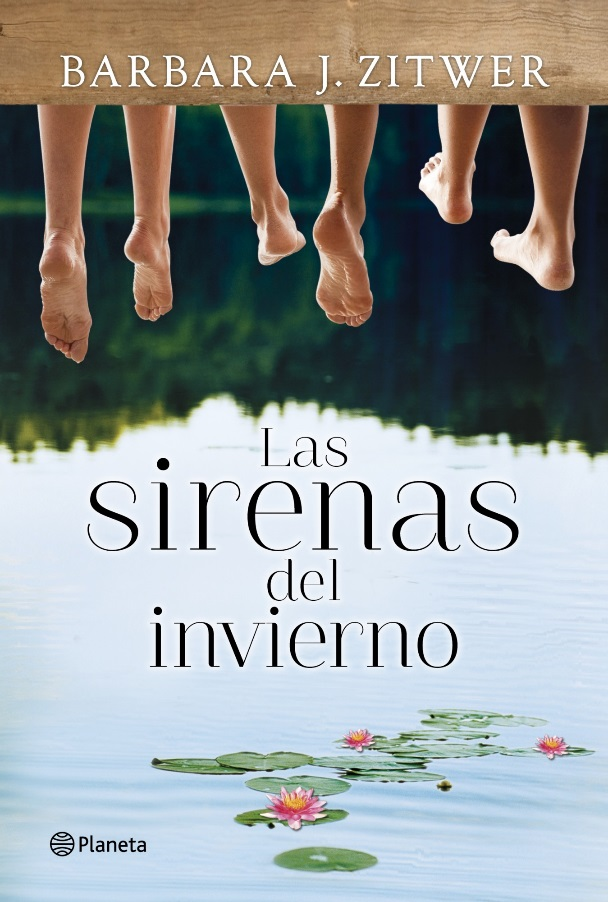 BARBARA J. ZITWER
Las
sirenas
del
invierno
Planeta